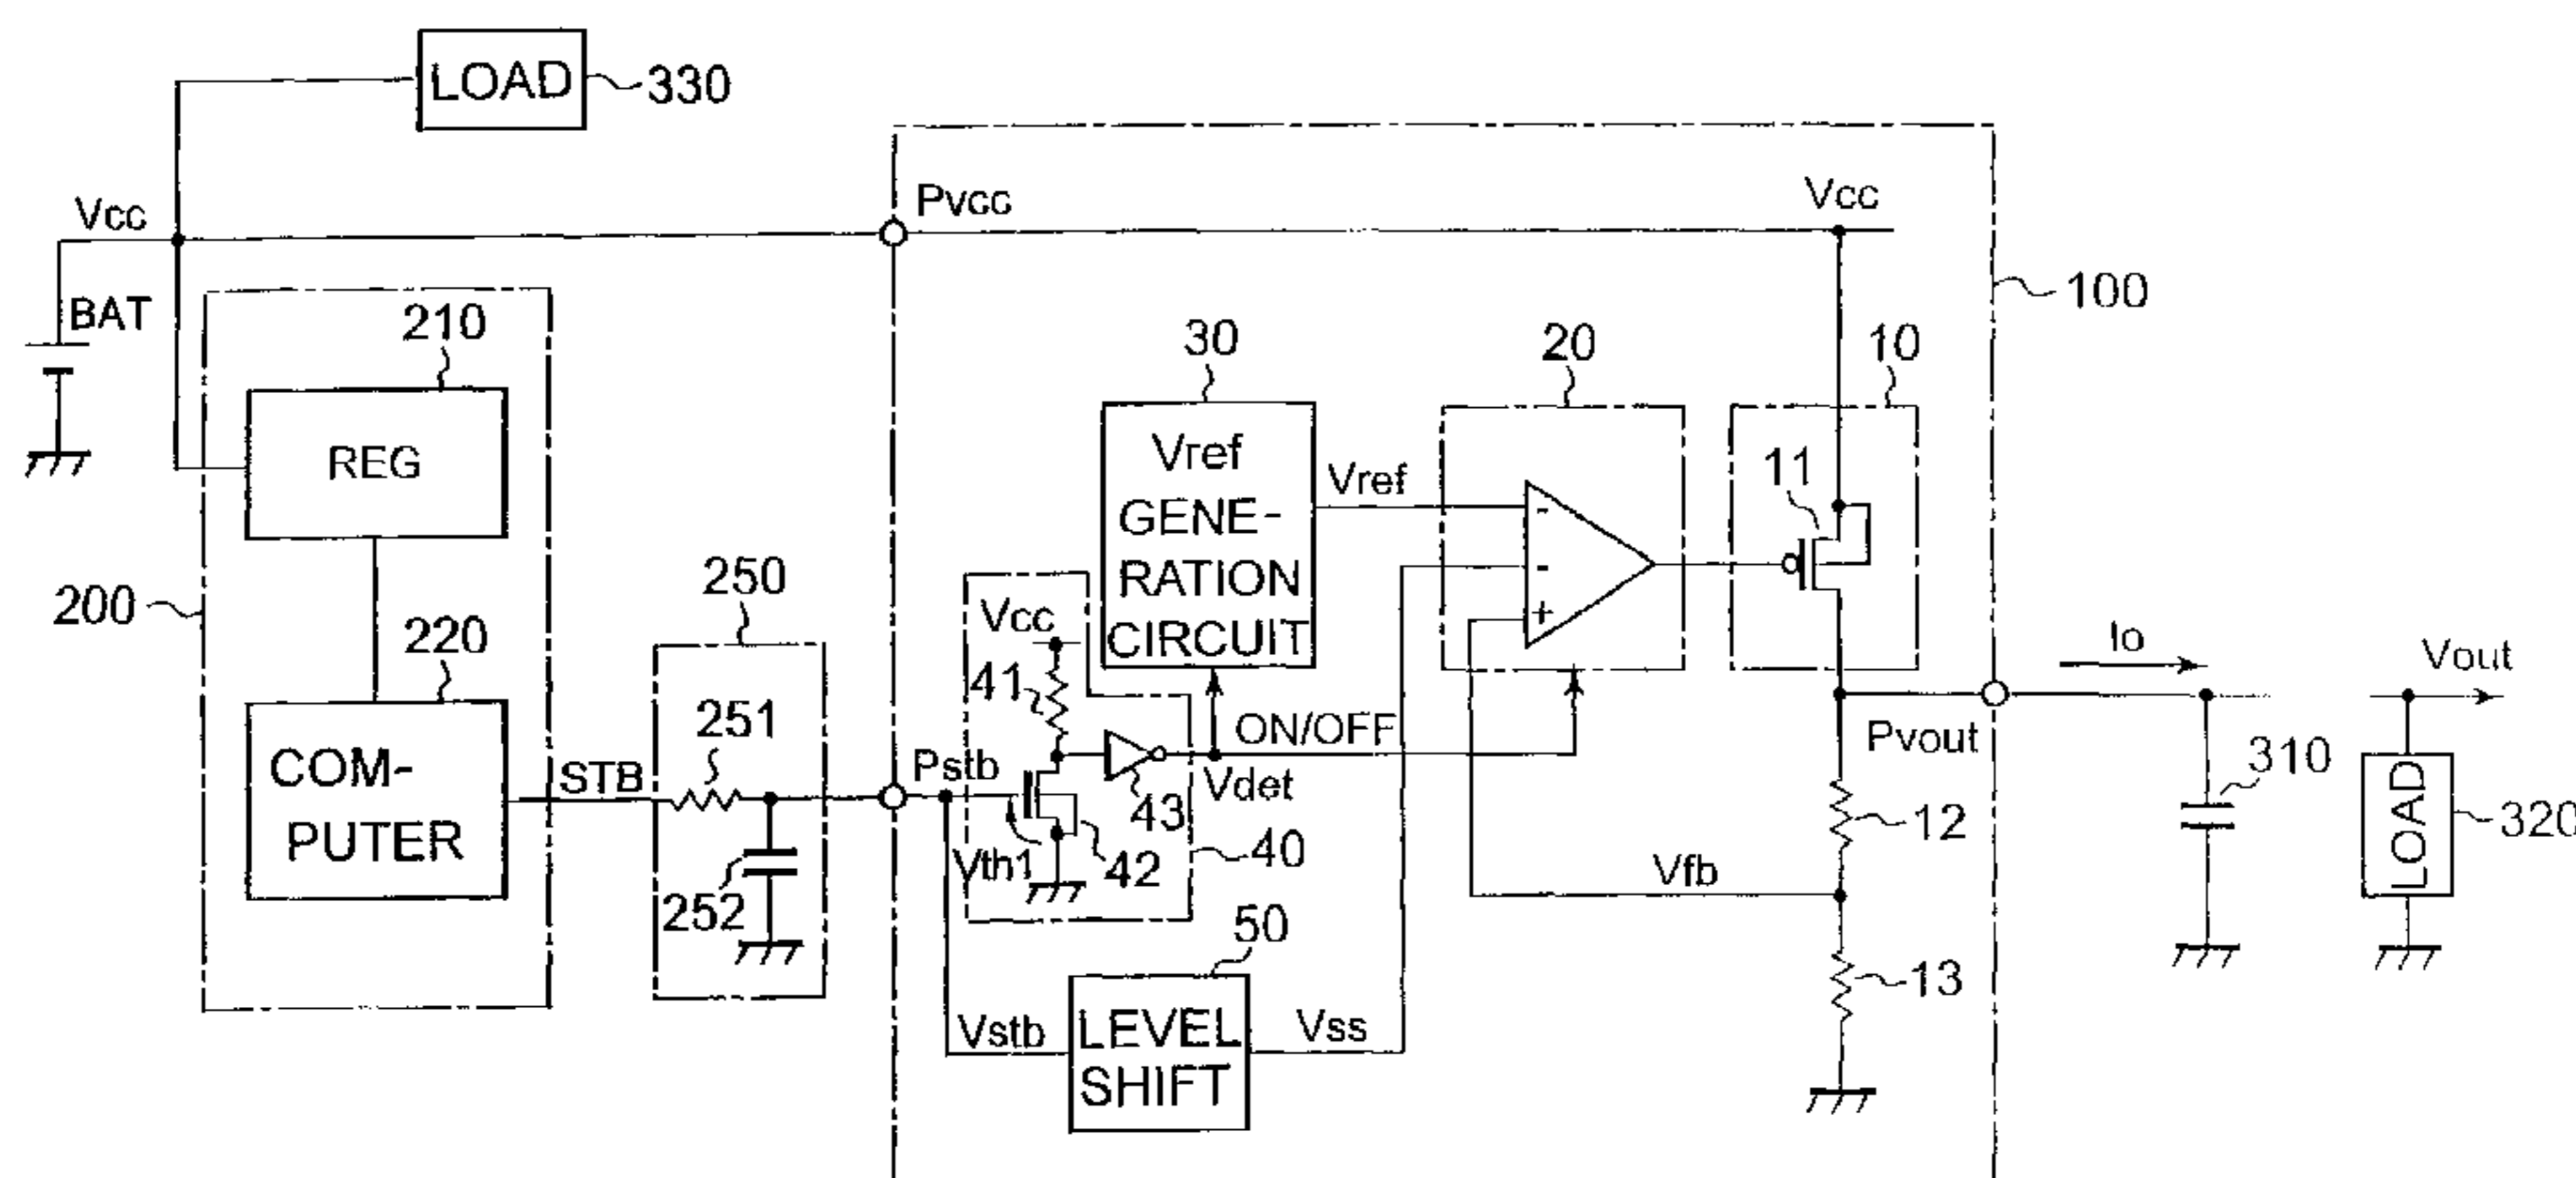 LOAD
330
Vcc
Pvcc
Vcc
BAT
100
210
30
20
10
REG
Vref
GENE-
RATION
CIRCUIT
Vref
11
-
-
+
200
250
220
Vcc
41
Io
Vout
251
COM-
PUTER
STB
Pstb
ON/OFF
Vdet
43
Pvout
310
LOAD
320
12
Vth1
42
40
252
Vfb
50
13
Vstb
LEVEL
SHIFT
Vss